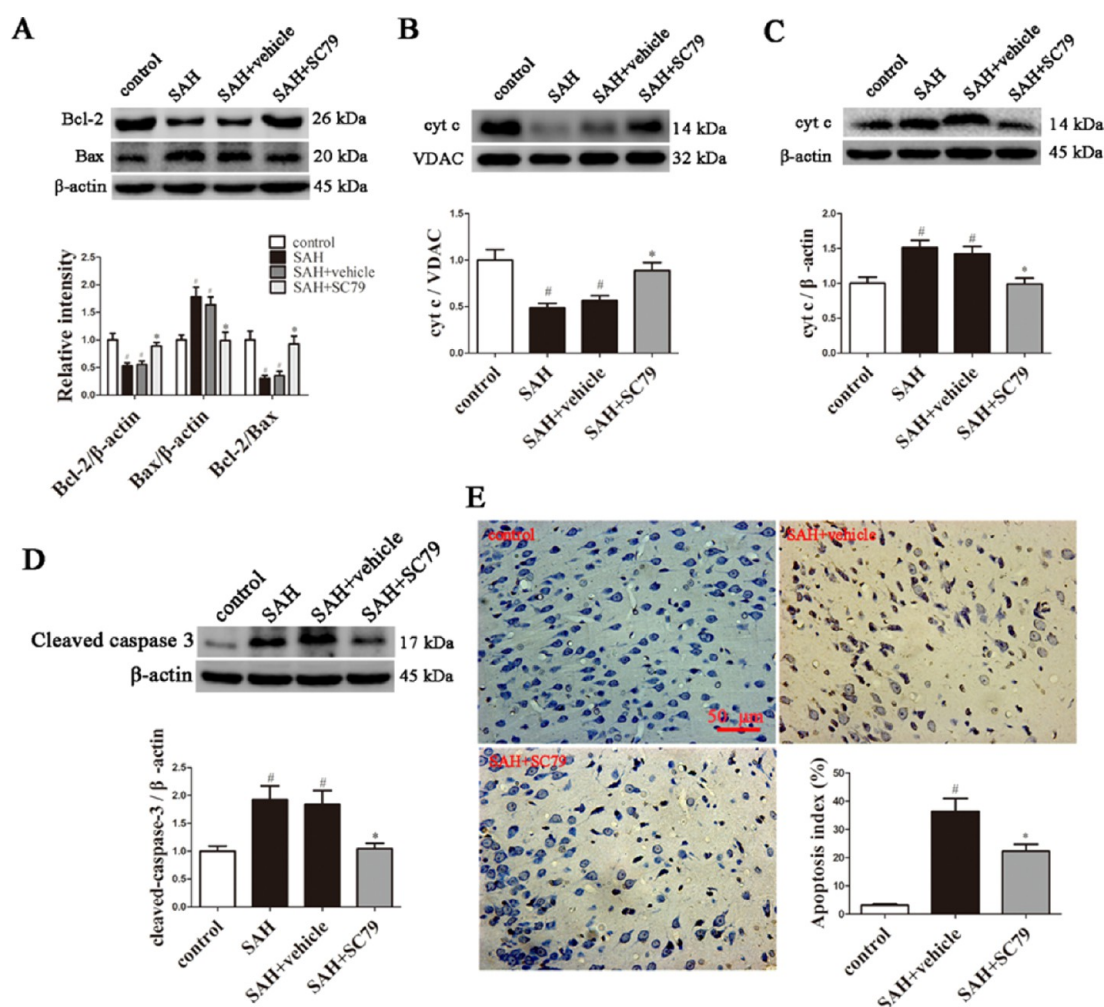 A
control
SAH
SAH+vehicle
SAH+SC79
Bcl-2
26 kDa
Bax
20 kDa
β-actin
45 kDa
control
SAH
SAH+vehicle
SAH+SC79
Relative intensity
2.5
2.0
1.5
1.0
0.5
0.0
# # * # # * # # *
Bcl-2/β-actin
Bax/β-actin
Bcl-2/Bax
B
control
SAH
SAH+vehicle
SAH+SC79
cyt c
14 kDa
VDAC
32 kDa
cyt c / VDAC
1.5
1.0
0.5
0.0
# # *
control
SAH
SAH+vehicle
SAH+SC79
C
control
SAH
SAH+vehicle
SAH+SC79
cyt c
14 kDa
β-actin
45 kDa
cyt c / β -actin
2.0
1.5
1.0
0.5
0.0
# # *
control
SAH
SAH+vehicle
SAH+SC79
D
control
SAH
SAH+vehicle
SAH+SC79
Cleaved caspase 3
17 kDa
β-actin
45 kDa
cleaved-caspase-3 / β -actin
2.5
2.0
1.5
1.0
0.5
0.0
# # *
control
SAH
SAH+vehicle
SAH+SC79
E
control
SAH+vehicle
50 μm
SAH+SC79
Apoptosis index (%)
50
40
30
20
10
0
# *
control
SAH+vehicle
SAH+SC79